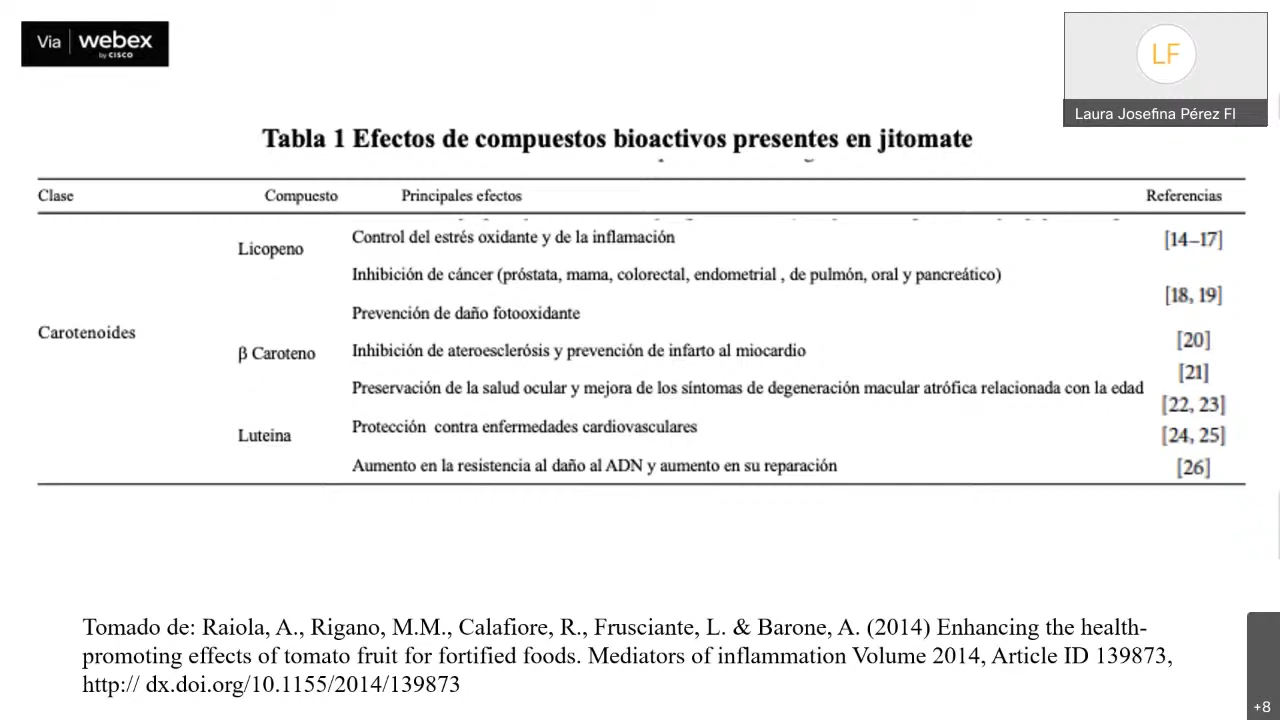 Via webex
by CISCO
LF
Laura Josefina Pérez Fl
Tabla 1 Efectos de compuestos bioactivos presentes en jitomate
Clase Compuesto Principales efectos Referencias
Licopeno Control del estrés oxidante y de la inflamación [14–17]
Inhibición de cáncer (próstata, mama, colorectal, endometrial , de pulmón, oral y pancreático)
[18, 19]
Prevención de daño fotooxidante
Carotenoides
β Caroteno Inhibición de ateroesclerósis y prevención de infarto al miocardio [20]
[21]
Preservación de la salud ocular y mejora de los síntomas de degeneración macular atrófica relacionada con la edad
[22, 23]
Luteina Protección contra enfermedades cardiovasculares [24, 25]
Aumento en la resistencia al daño al ADN y aumento en su reparación [26]
Tomado de: Raiola, A., Rigano, M.M., Calafiore, R., Frusciante, L. & Barone, A. (2014) Enhancing the health-
promoting effects of tomato fruit for fortified foods. Mediators of inflammation Volume 2014, Article ID 139873,
http:// dx.doi.org/10.1155/2014/139873
+8